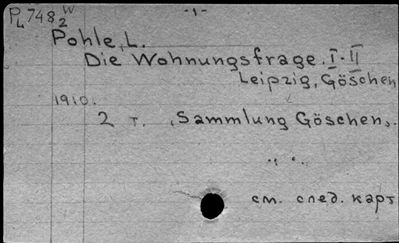 PL 748 W/2 -1-
Pohle, L.
Die Wohnungsfrage. I-II
Leipzig, Göschen
1910.
2 т. „Sammlung Göschen„.
см. след. карт